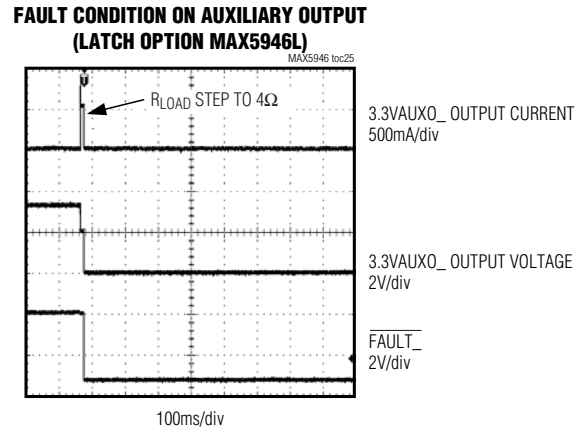 FAULT CONDITION ON AUXILIARY OUTPUT
(LATCH OPTION MAX5946L)
MAX5946 toc25
RLOAD STEP TO 4Ω
3.3VAUXO_ OUTPUT CURRENT
500mA/div
3.3VAUXO_ OUTPUT VOLTAGE
2V/div
FAULT_
2V/div
100ms/div